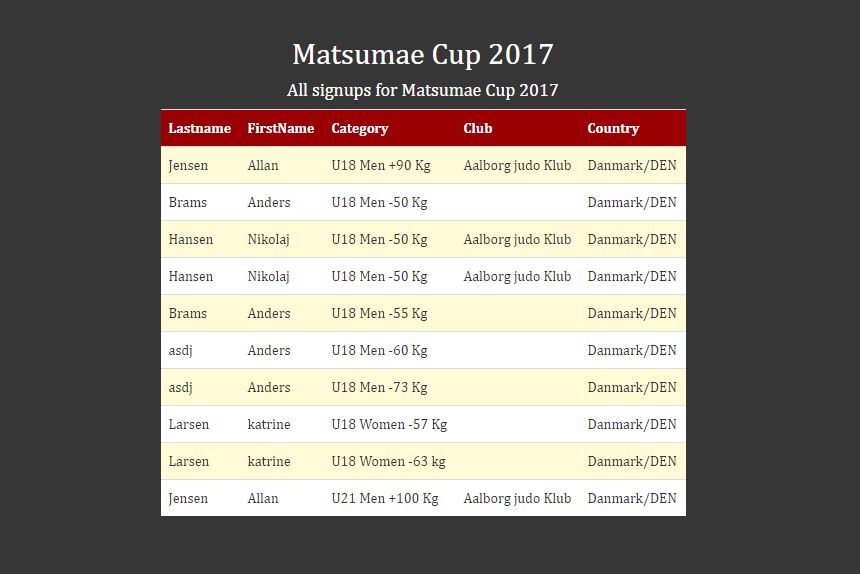 Matsumae Cup 2017
All signups for Matsumae Cup 2017
Lastname FirstName Category Club Country
Jensen Allan U18 Men +90 Kg Aalborg judo Klub Danmark/DEN
Brams Anders U18 Men -50 Kg Danmark/DEN
Hansen Nikolaj U18 Men -50 Kg Aalborg judo Klub Danmark/DEN
Hansen Nikolaj U18 Men -50 Kg Aalborg judo Klub Danmark/DEN
Brams Anders U18 Men -55 Kg Danmark/DEN
asdj Anders U18 Men -60 Kg Danmark/DEN
asdj Anders U18 Men -73 Kg Danmark/DEN
Larsen katrine U18 Women -57 Kg Danmark/DEN
Larsen katrine U18 Women -63 kg Danmark/DEN
Jensen Allan U21 Men +100 Kg Aalborg judo Klub Danmark/DEN